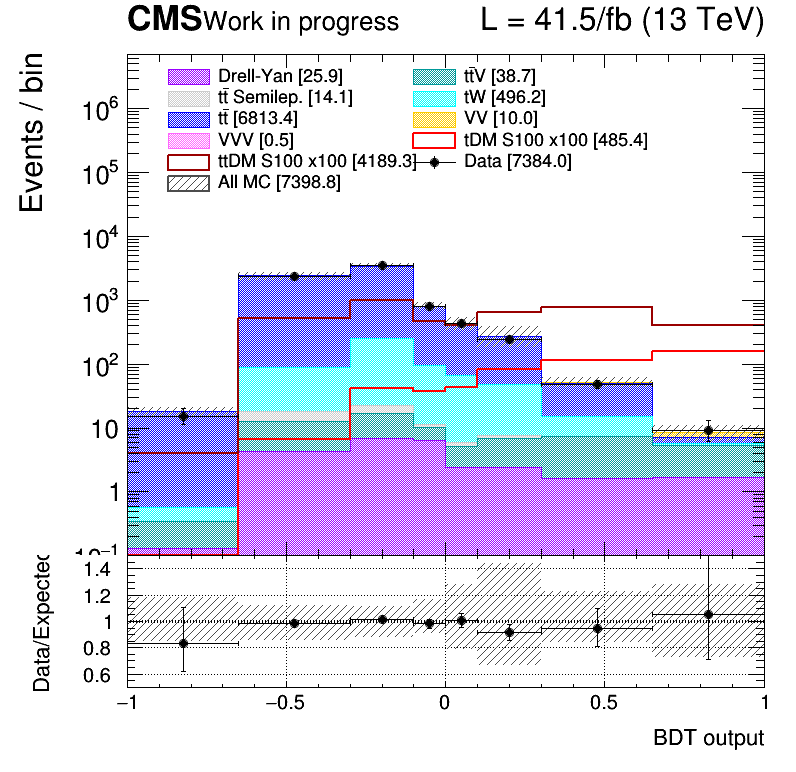 CMS Work in progress L = 41.5/fb (13 TeV)
Events / bin
Drell-Yan [25.9] tt̄V [38.7]
tt̄ Semilep. [14.1] tW [496.2]
tt̄ [6813.4] VV [10.0]
VVV [0.5] tDM S100 x100 [485.4]
ttDM S100 x100 [4189.3] Data [7384.0]
All MC [7398.8]
10⁶
10⁵
10⁴
10³
10²
10
1
10⁻¹
Data/Expected
1.4
1.2
1
0.8
0.6
−1 −0.5 0 0.5 1
BDT output